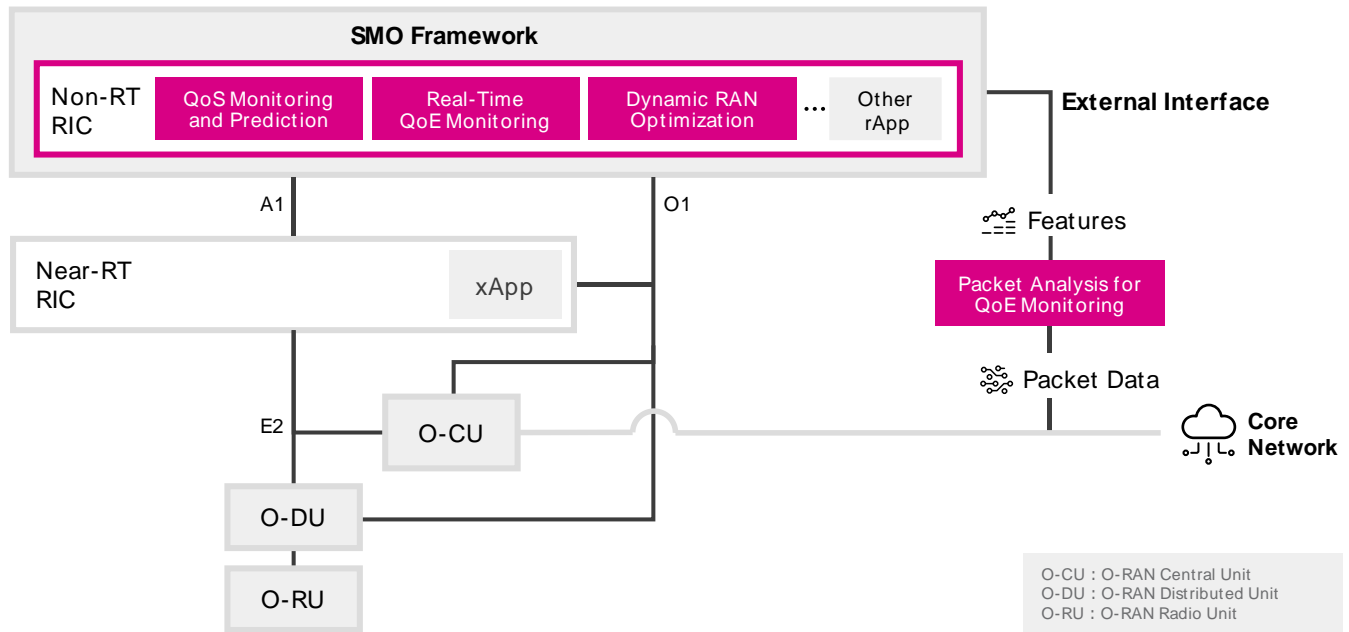 SMO Framework
Non-RT
RIC
QoS Monitoring
and Prediction
Real-Time
QoE Monitoring
Dynamic RAN
Optimization
...
Other
rApp
External Interface
A1
O1
Features
Near-RT
RIC
xApp
Packet Analysis for
QoE Monitoring
Packet Data
E2
O-CU
Core
Network
O-DU
O-RU
O-CU : O-RAN Central Unit
O-DU : O-RAN Distributed Unit
O-RU : O-RAN Radio Unit